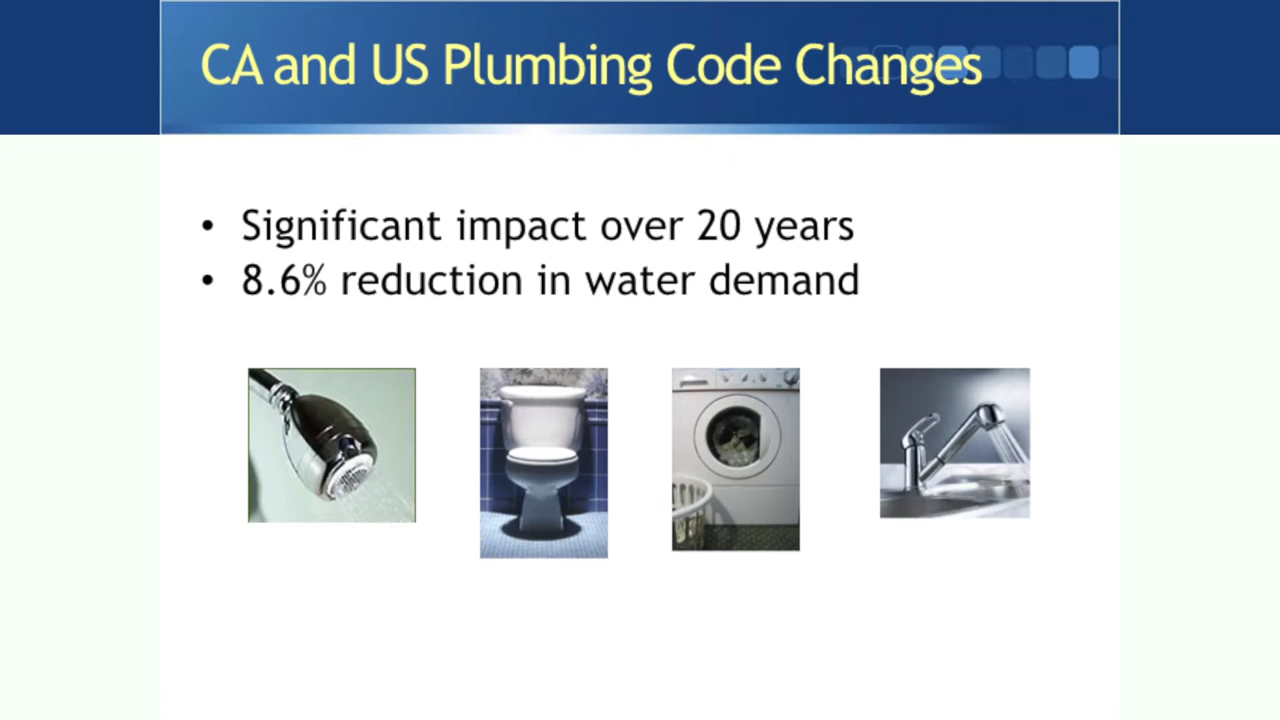 CA and US Plumbing Code Changes
• Significant impact over 20 years
• 8.6% reduction in water demand